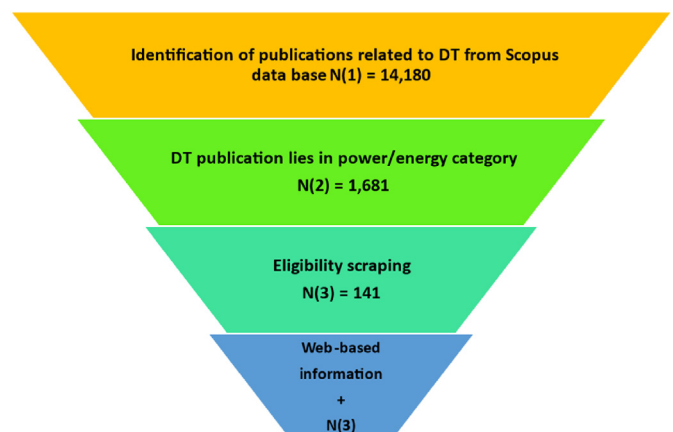 Identification of publications related to DT from Scopus
data base N(1) = 14,180
DT publication lies in power/energy category
N(2) = 1,681
Eligibility scraping
N(3) = 141
Web-based
information
+
N(3)